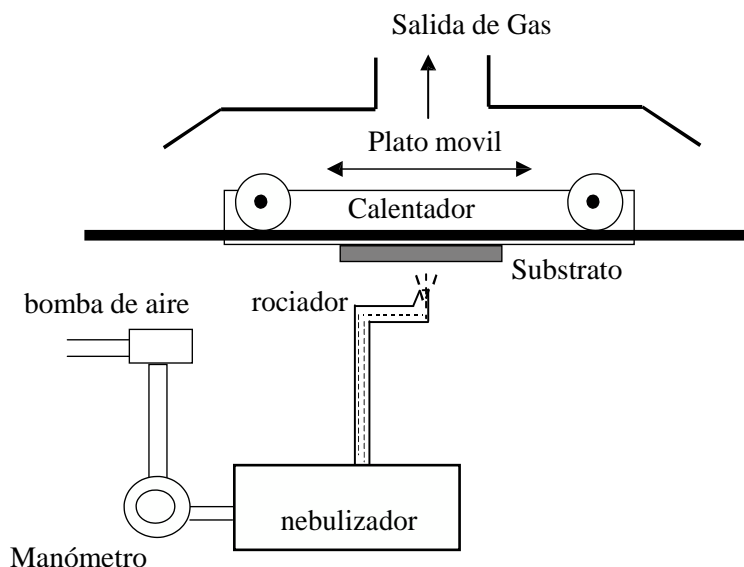 Salida de Gas
Plato movil
Calentador
Substrato
rociador
bomba de aire
nebulizador
Manómetro